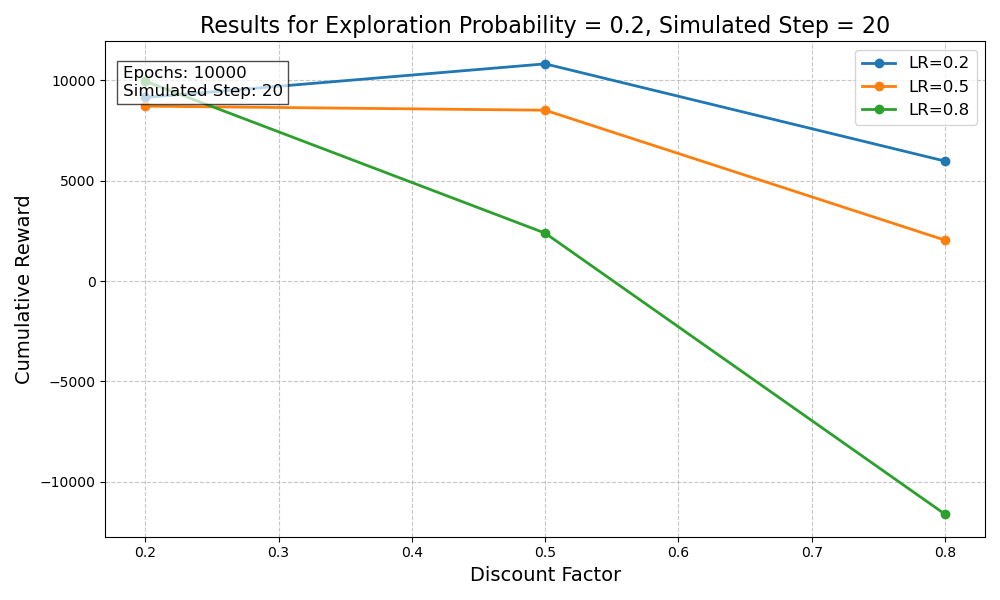 Results for Exploration Probability = 0.2, Simulated Step = 20
Epochs: 10000
Simulated Step: 20
LR=0.2
LR=0.5
LR=0.8
Cumulative Reward
10000
5000
0
−5000
−10000
0.2
0.3
0.4
0.5
0.6
0.7
0.8
Discount Factor